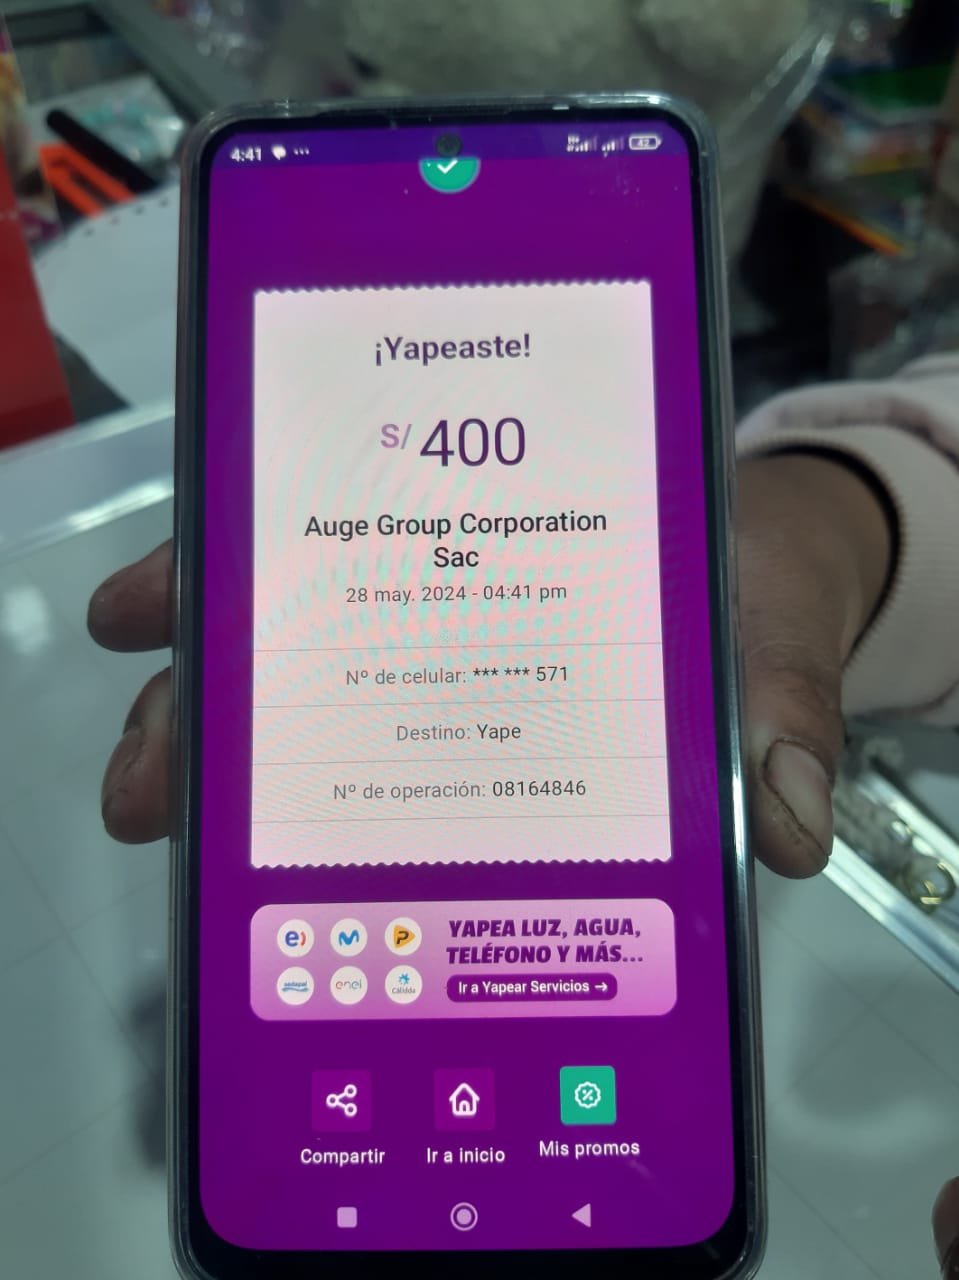 4:41
42
¡Yapeaste!
S/ 400
Auge Group Corporation
Sac
28 may. 2024 - 04:41 pm
Nº de celular: *** *** 571
Destino: Yape
Nº de operación: 08164846
YAPEA LUZ, AGUA,
TELÉFONO Y MÁS...
sedapal enel Cálidda
Ir a Yapear Servicios →
Compartir
Ir a inicio
Mis promos